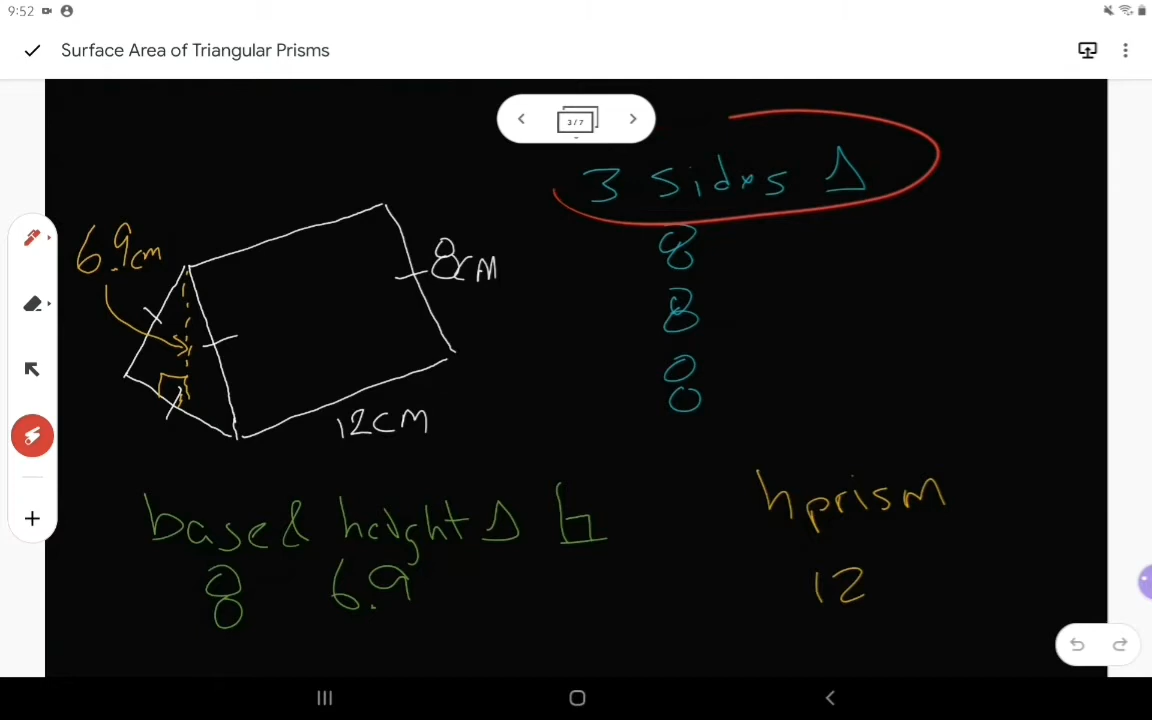 9:52
Surface Area of Triangular Prisms
3/7
3 Sides Δ
6.9cm
8cm
8
8
8
12cm
base & height Δ h
8 6.9
h prism
12